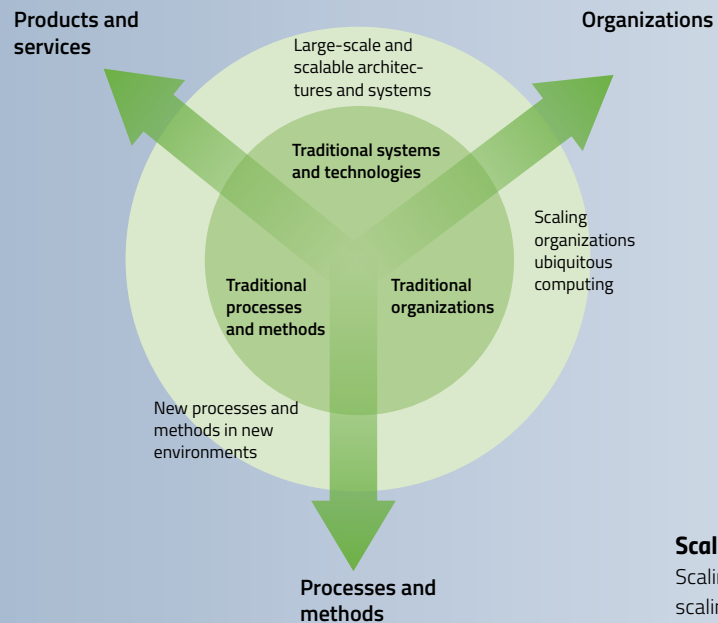 Products and
services
Organizations
Large-scale and
scalable architec-
tures and systems
Traditional systems
and technologies
Scaling
organizations
ubiquitous
computing
Traditional
processes
and methods
Traditional
organizations
New processes and
methods in new
environments
Processes and
methods